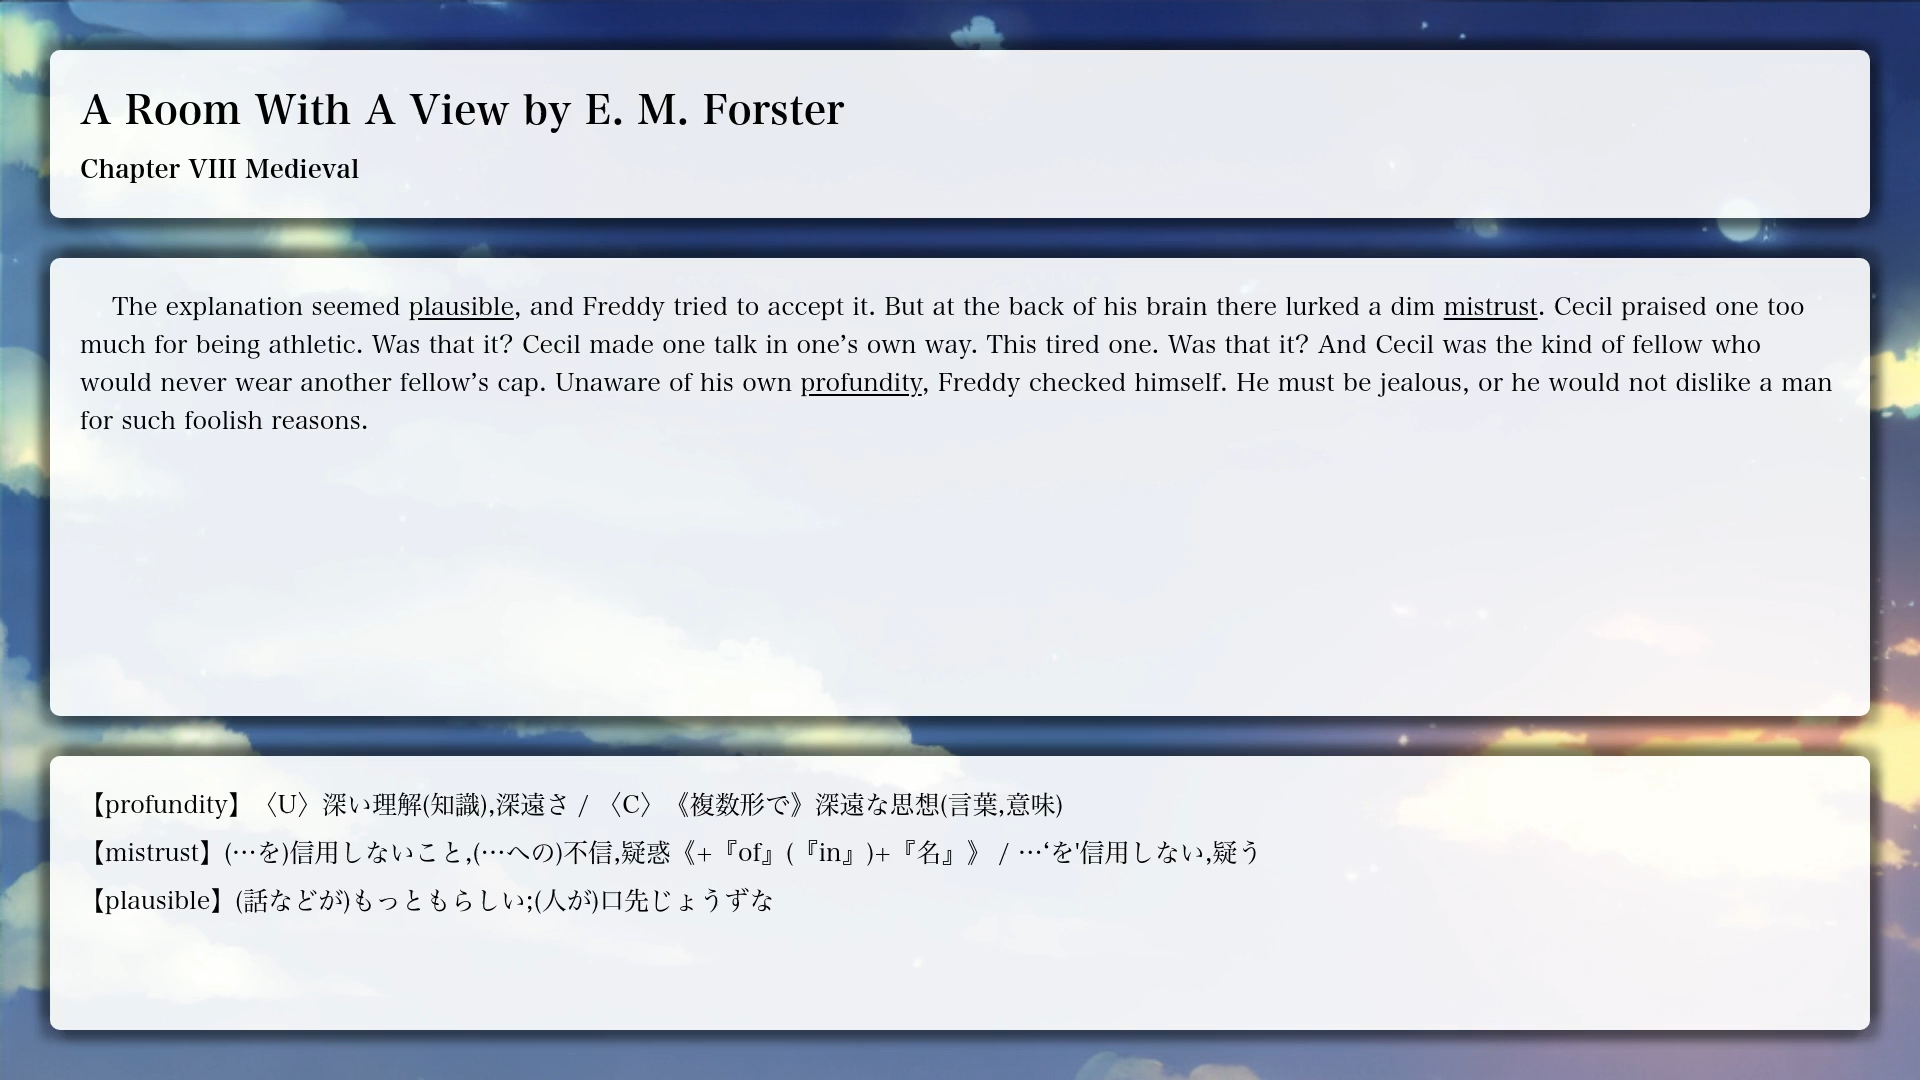 A Room With A View by E. M. Forster
Chapter VIII Medieval
The explanation seemed plausible, and Freddy tried to accept it. But at the back of his brain there lurked a dim mistrust. Cecil praised one too
much for being athletic. Was that it? Cecil made one talk in one’s own way. This tired one. Was that it? And Cecil was the kind of fellow who
would never wear another fellow’s cap. Unaware of his own profundity, Freddy checked himself. He must be jealous, or he would not dislike a man
for such foolish reasons.
【profundity】〈U〉深い理解(知識),深遠さ / 〈C〉《複数形で》深遠な思想(言葉,意味)
【mistrust】(…を)信用しないこと,(…への)不信,疑惑《+『of』(『in』)+『名』》 / …‘を'信用しない,疑う
【plausible】(話などが)もっともらしい;(人が)口先じょうずな